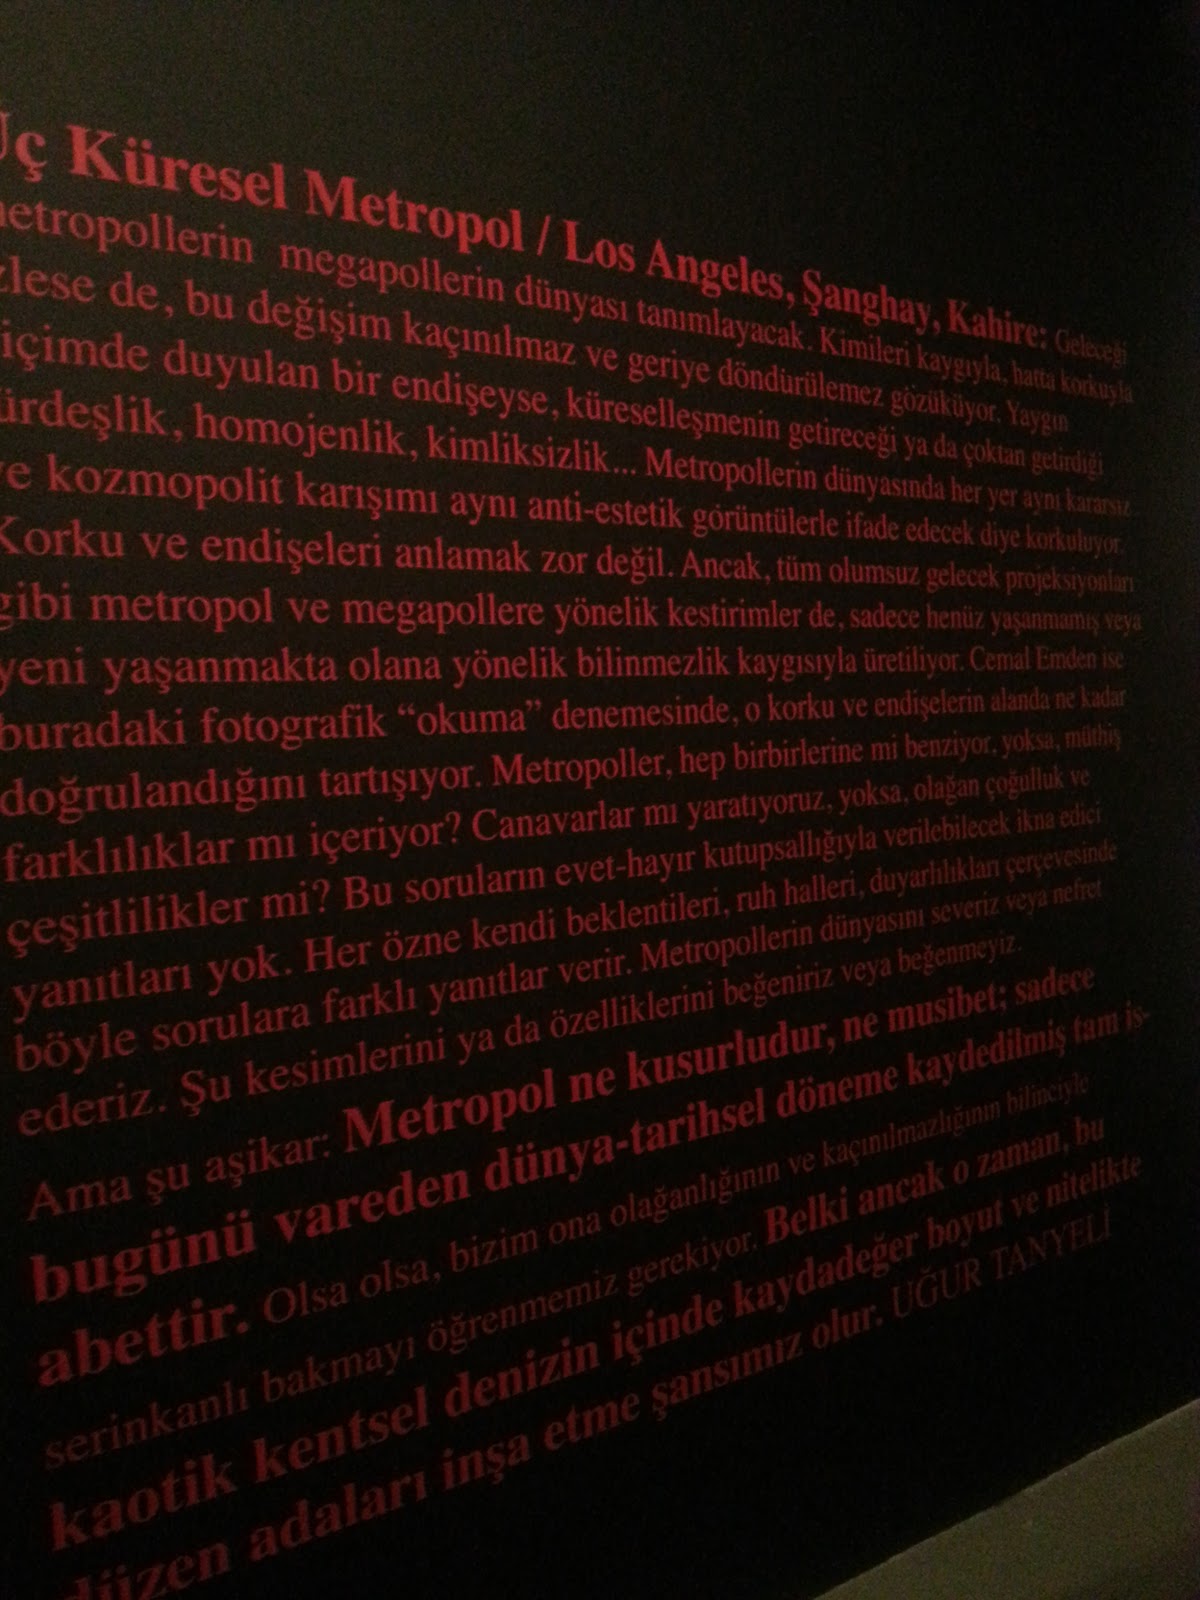 Üç Küresel Metropol / Los Angeles, Şanghay, Kahire: Geleceği
metropollerin megapollerin dünyası tanımlayacak. Kimileri kaygıyla, hatta korkuyla
izlese de, bu değişim kaçınılmaz ve geriye döndürülemez gözüküyor. Yaygın
biçimde duyulan bir endişeyse, küreselleşmenin getireceği ya da çoktan getirdiği
türdeşlik, homojenlik, kimliksizlik... Metropollerin dünyasında her yer aynı kararsız
ve kozmopolit karışımı aynı anti-estetik görüntülerle ifade edecek diye korkuluyor.
Korku ve endişeleri anlamak zor değil. Ancak, tüm olumsuz gelecek projeksiyonları
gibi metropol ve megapollere yönelik kestirimler de, sadece henüz yaşanmamış veya
yeni yaşanmakta olana yönelik bilinmezlik kaygısıyla üretiliyor. Cemal Emden ise
buradaki fotografik “okuma” denemesinde, o korku ve endişelerin alanda ne kadar
doğrulandığını tartışıyor. Metropoller, hep birbirlerine mi benziyor, yoksa, müthiş
farklılıklar mı içeriyor? Canavarlar mı yaratıyoruz, yoksa, olağan çoğulluk ve
çeşitlilikler mi? Bu soruların evet-hayır kutupsallığıyla verilebilecek ikna edici
yanıtları yok. Her özne kendi beklentileri, ruh halleri, duyarlılıkları çerçevesinde
böyle sorulara farklı yanıtlar verir. Metropollerin dünyasını severiz veya nefret
ederiz. Şu kesimlerini ya da özelliklerini beğeniriz veya beğenmeyiz.
Ama şu aşikar: Metropol ne kusurludur, ne musibet; sadece
bugünü vareden dünya-tarihsel döneme kaydedilmiş tam is-
abettir. Olsa olsa, bizim ona olağanlığının ve kaçınılmazlığının bilinciyle
serinkanlı bakmayı öğrenmemiz gerekiyor. Belki ancak o zaman, bu
kaotik kentsel denizin içinde kaydadeğer boyut ve nitelikte
düzen adaları inşa etme şansımız olur. UĞUR TANYELİ